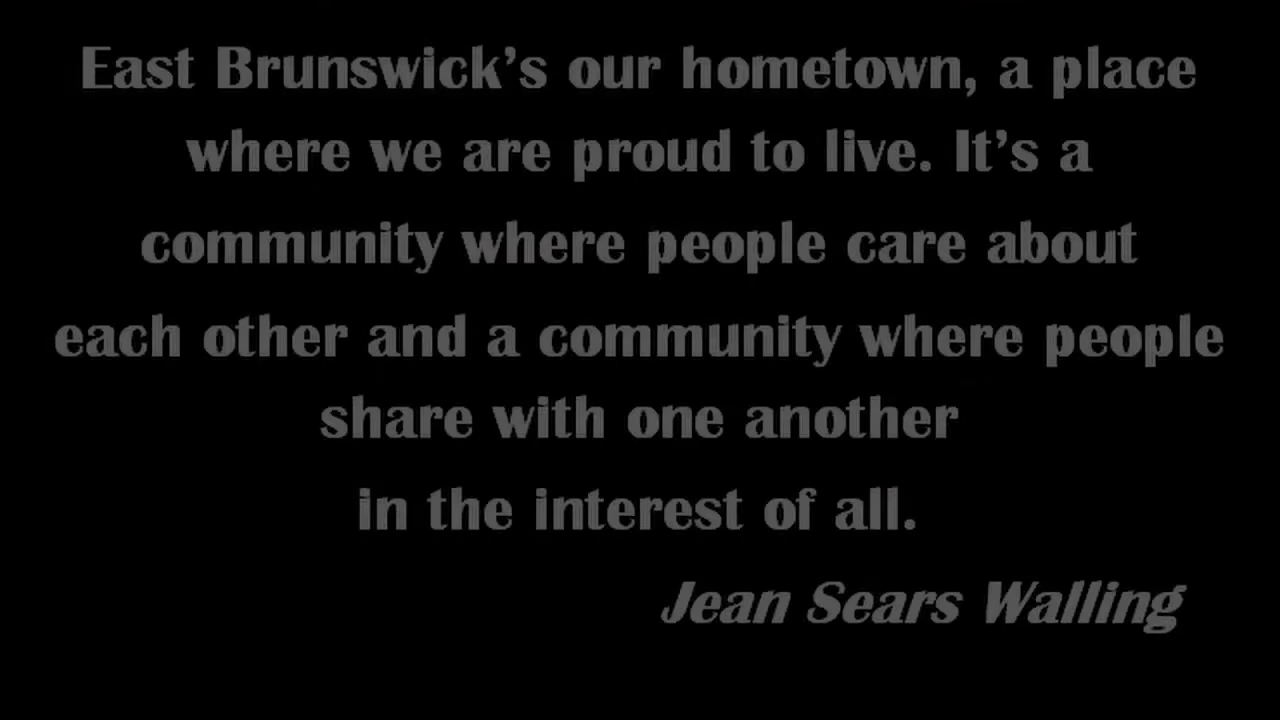 East Brunswick’s our hometown, a place
where we are proud to live. It’s a
community where people care about
each other and a community where people
share with one another
in the interest of all.
Jean Sears Walling